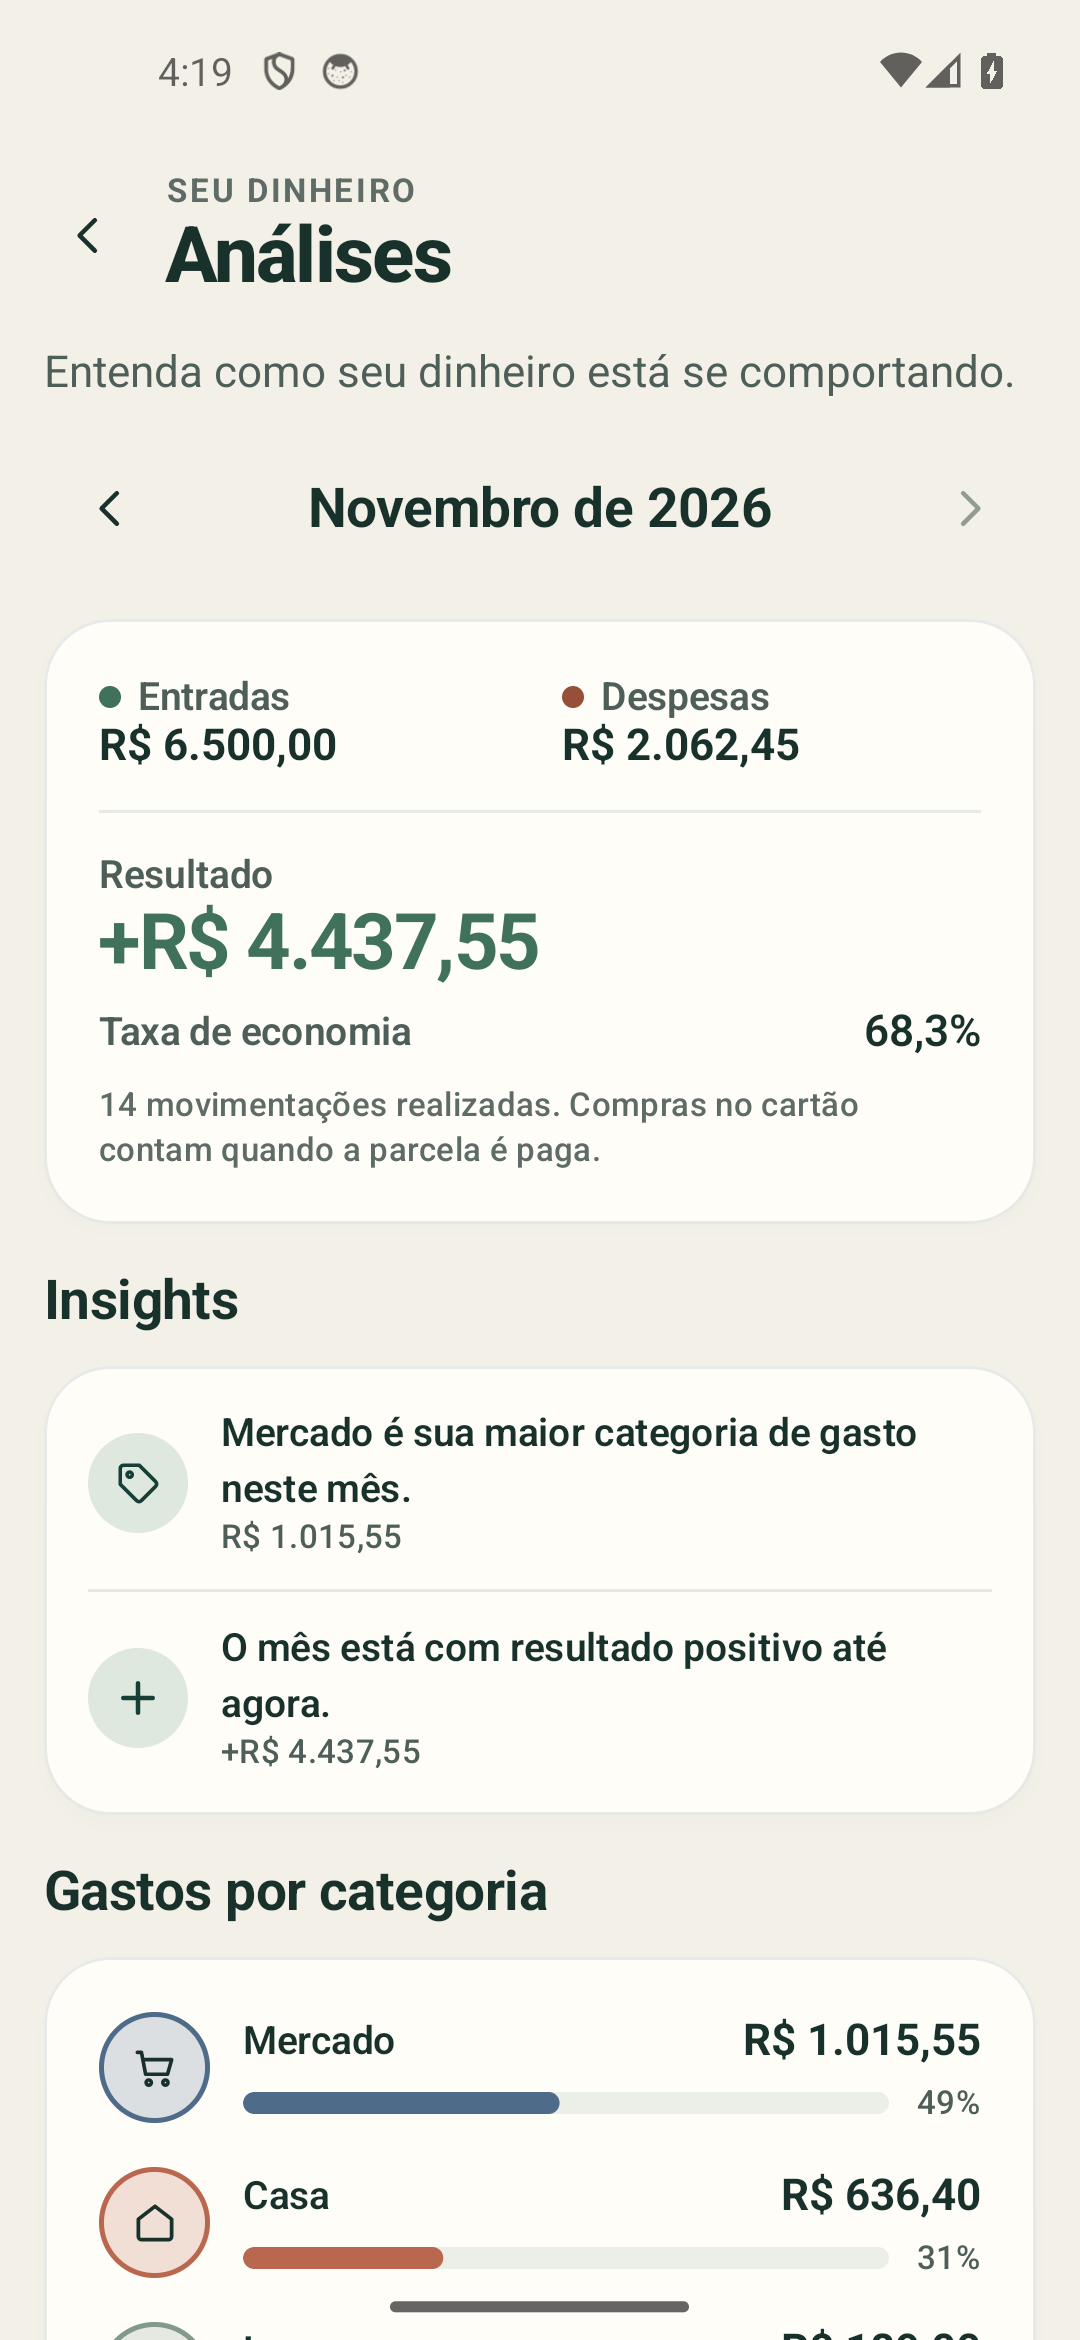 4:19
SEU DINHEIRO
Análises
Entenda como seu dinheiro está se comportando.
Novembro de 2026
Entradas
R$ 6.500,00
Despesas
R$ 2.062,45
Resultado
+R$ 4.437,55
Taxa de economia 68,3%
14 movimentações realizadas. Compras no cartão
contam quando a parcela é paga.
Insights
Mercado é sua maior categoria de gasto
neste mês.
R$ 1.015,55
O mês está com resultado positivo até
agora.
+R$ 4.437,55
Gastos por categoria
Mercado R$ 1.015,55
49%
Casa R$ 636,40
31%